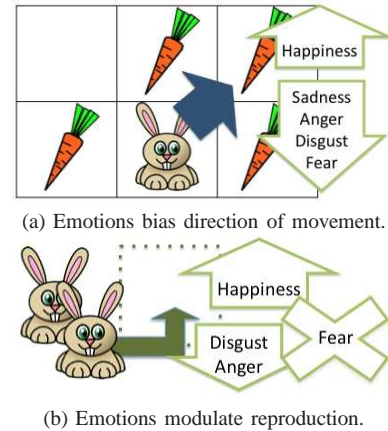 Happiness
Sadness
Anger
Disgust
Fear
(a) Emotions bias direction of movement.
Happiness
Disgust
Anger
Fear
(b) Emotions modulate reproduction.